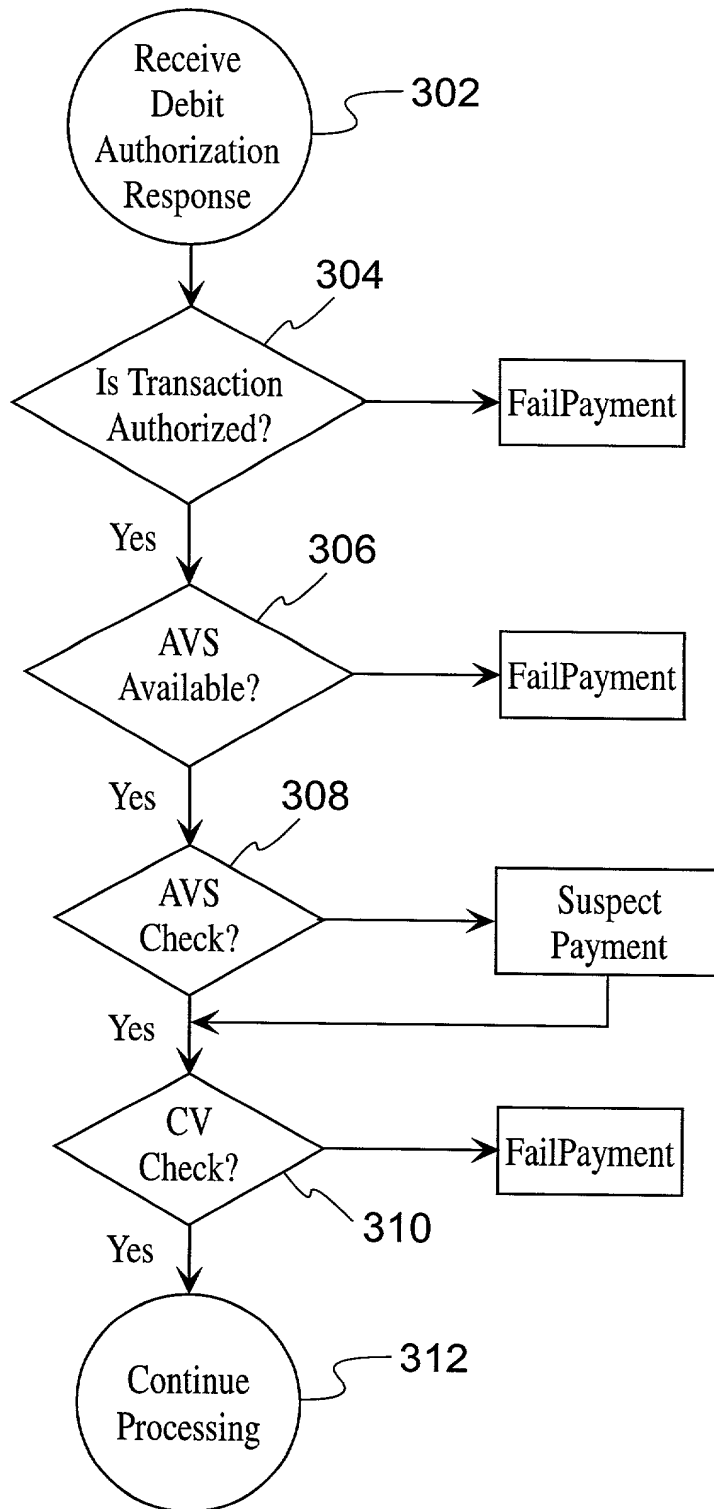 Receive
Debit
Authorization
Response
302
304
Is Transaction
Authorized?
FailPayment
Yes
306
AVS
Available?
FailPayment
Yes
308
AVS
Check?
Suspect
Payment
Yes
CV
Check?
FailPayment
310
Yes
Continue
Processing
312